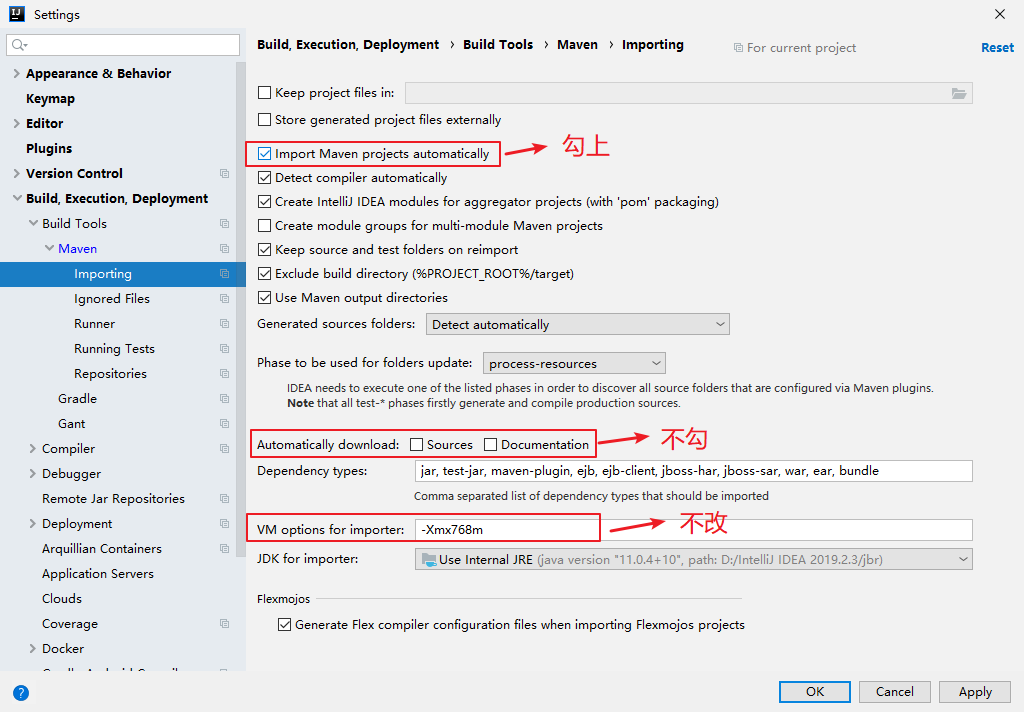 Settings
Build, Execution, Deployment › Build Tools › Maven › Importing
For current project
Reset
Appearance & Behavior
Keymap
Editor
Plugins
Version Control
Build, Execution, Deployment
Build Tools
Maven
Importing
Ignored Files
Runner
Running Tests
Repositories
Gradle
Gant
Compiler
Debugger
Remote Jar Repositories
Deployment
Arquillian Containers
Application Servers
Clouds
Coverage
Docker
Keep project files in:
Store generated project files externally
Import Maven projects automatically
勾上
Detect compiler automatically
Create IntelliJ IDEA modules for aggregator projects (with 'pom' packaging)
Create module groups for multi-module Maven projects
Keep source and test folders on reimport
Exclude build directory (%PROJECT_ROOT%/target)
Use Maven output directories
Generated sources folders: Detect automatically
Phase to be used for folders update: process-resources
IDEA needs to execute one of the listed phases in order to discover all source folders that are configured via Maven plugins.
Note that all test-* phases firstly generate and compile production sources.
Automatically download: Sources Documentation
不勾
Dependency types: jar, test-jar, maven-plugin, ejb, ejb-client, jboss-har, jboss-sar, war, ear, bundle
Comma separated list of dependency types that should be imported
VM options for importer: -Xmx768m
不改
JDK for importer: Use Internal JRE (java version "11.0.4+10", path: D:/IntelliJ IDEA 2019.2.3/jbr)
Flexmojos
Generate Flex compiler configuration files when importing Flexmojos projects
?
OK
Cancel
Apply